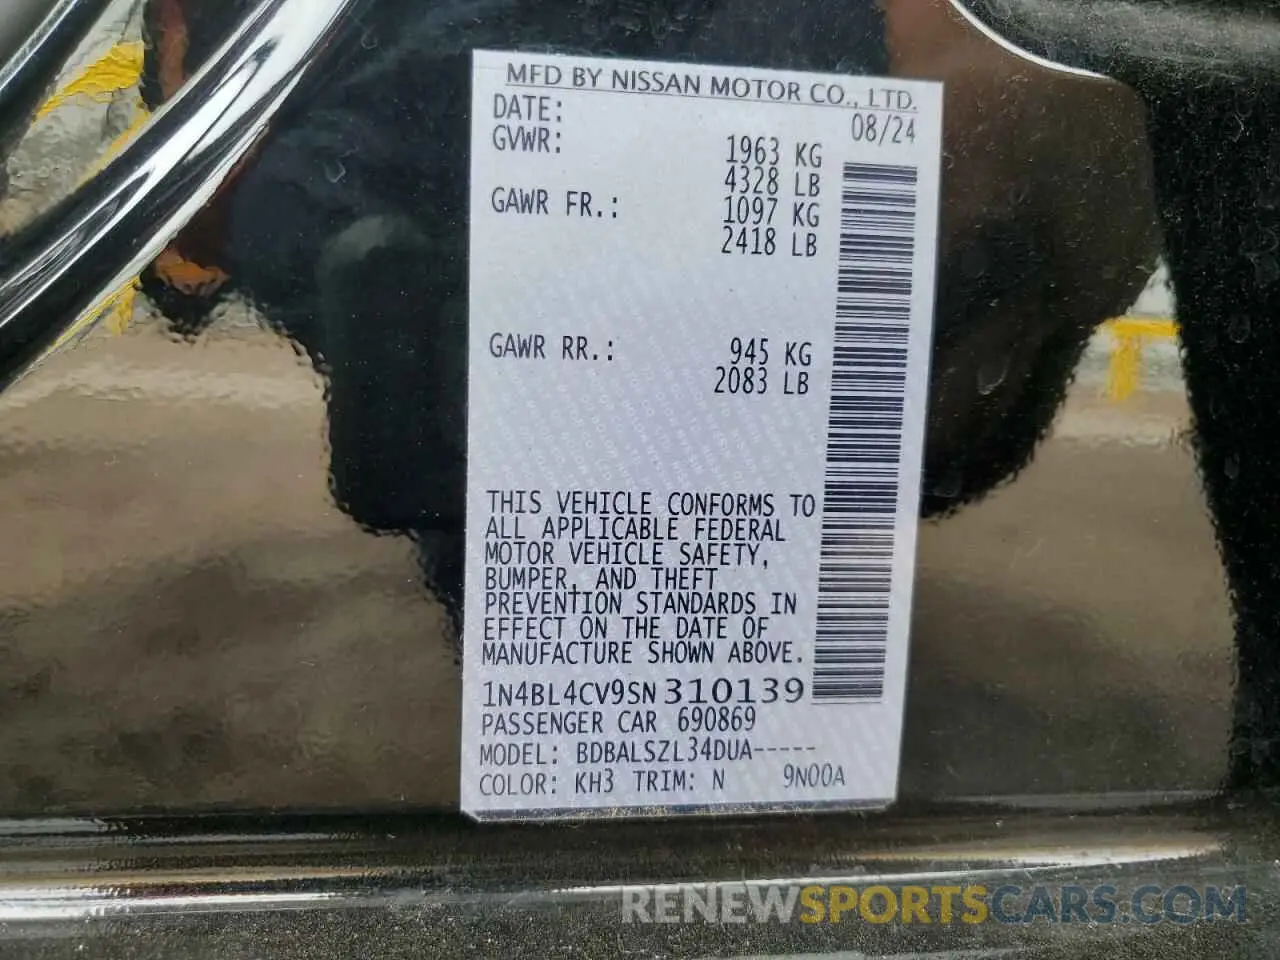 MFD BY NISSAN MOTOR CO., LTD.
DATE: 08/24
GVWR: 1963 KG
4328 LB
GAWR FR.: 1097 KG
2418 LB
GAWR RR.: 945 KG
2083 LB
THIS VEHICLE CONFORMS TO
ALL APPLICABLE FEDERAL
MOTOR VEHICLE SAFETY,
BUMPER, AND THEFT
PREVENTION STANDARDS IN
EFFECT ON THE DATE OF
MANUFACTURE SHOWN ABOVE.
1N4BL4CV9SN310139
PASSENGER CAR 690869
MODEL: BDBALSZL34DUA-----
COLOR: KH3 TRIM: N 9N00A
RENEWSPORTSCARS.COM